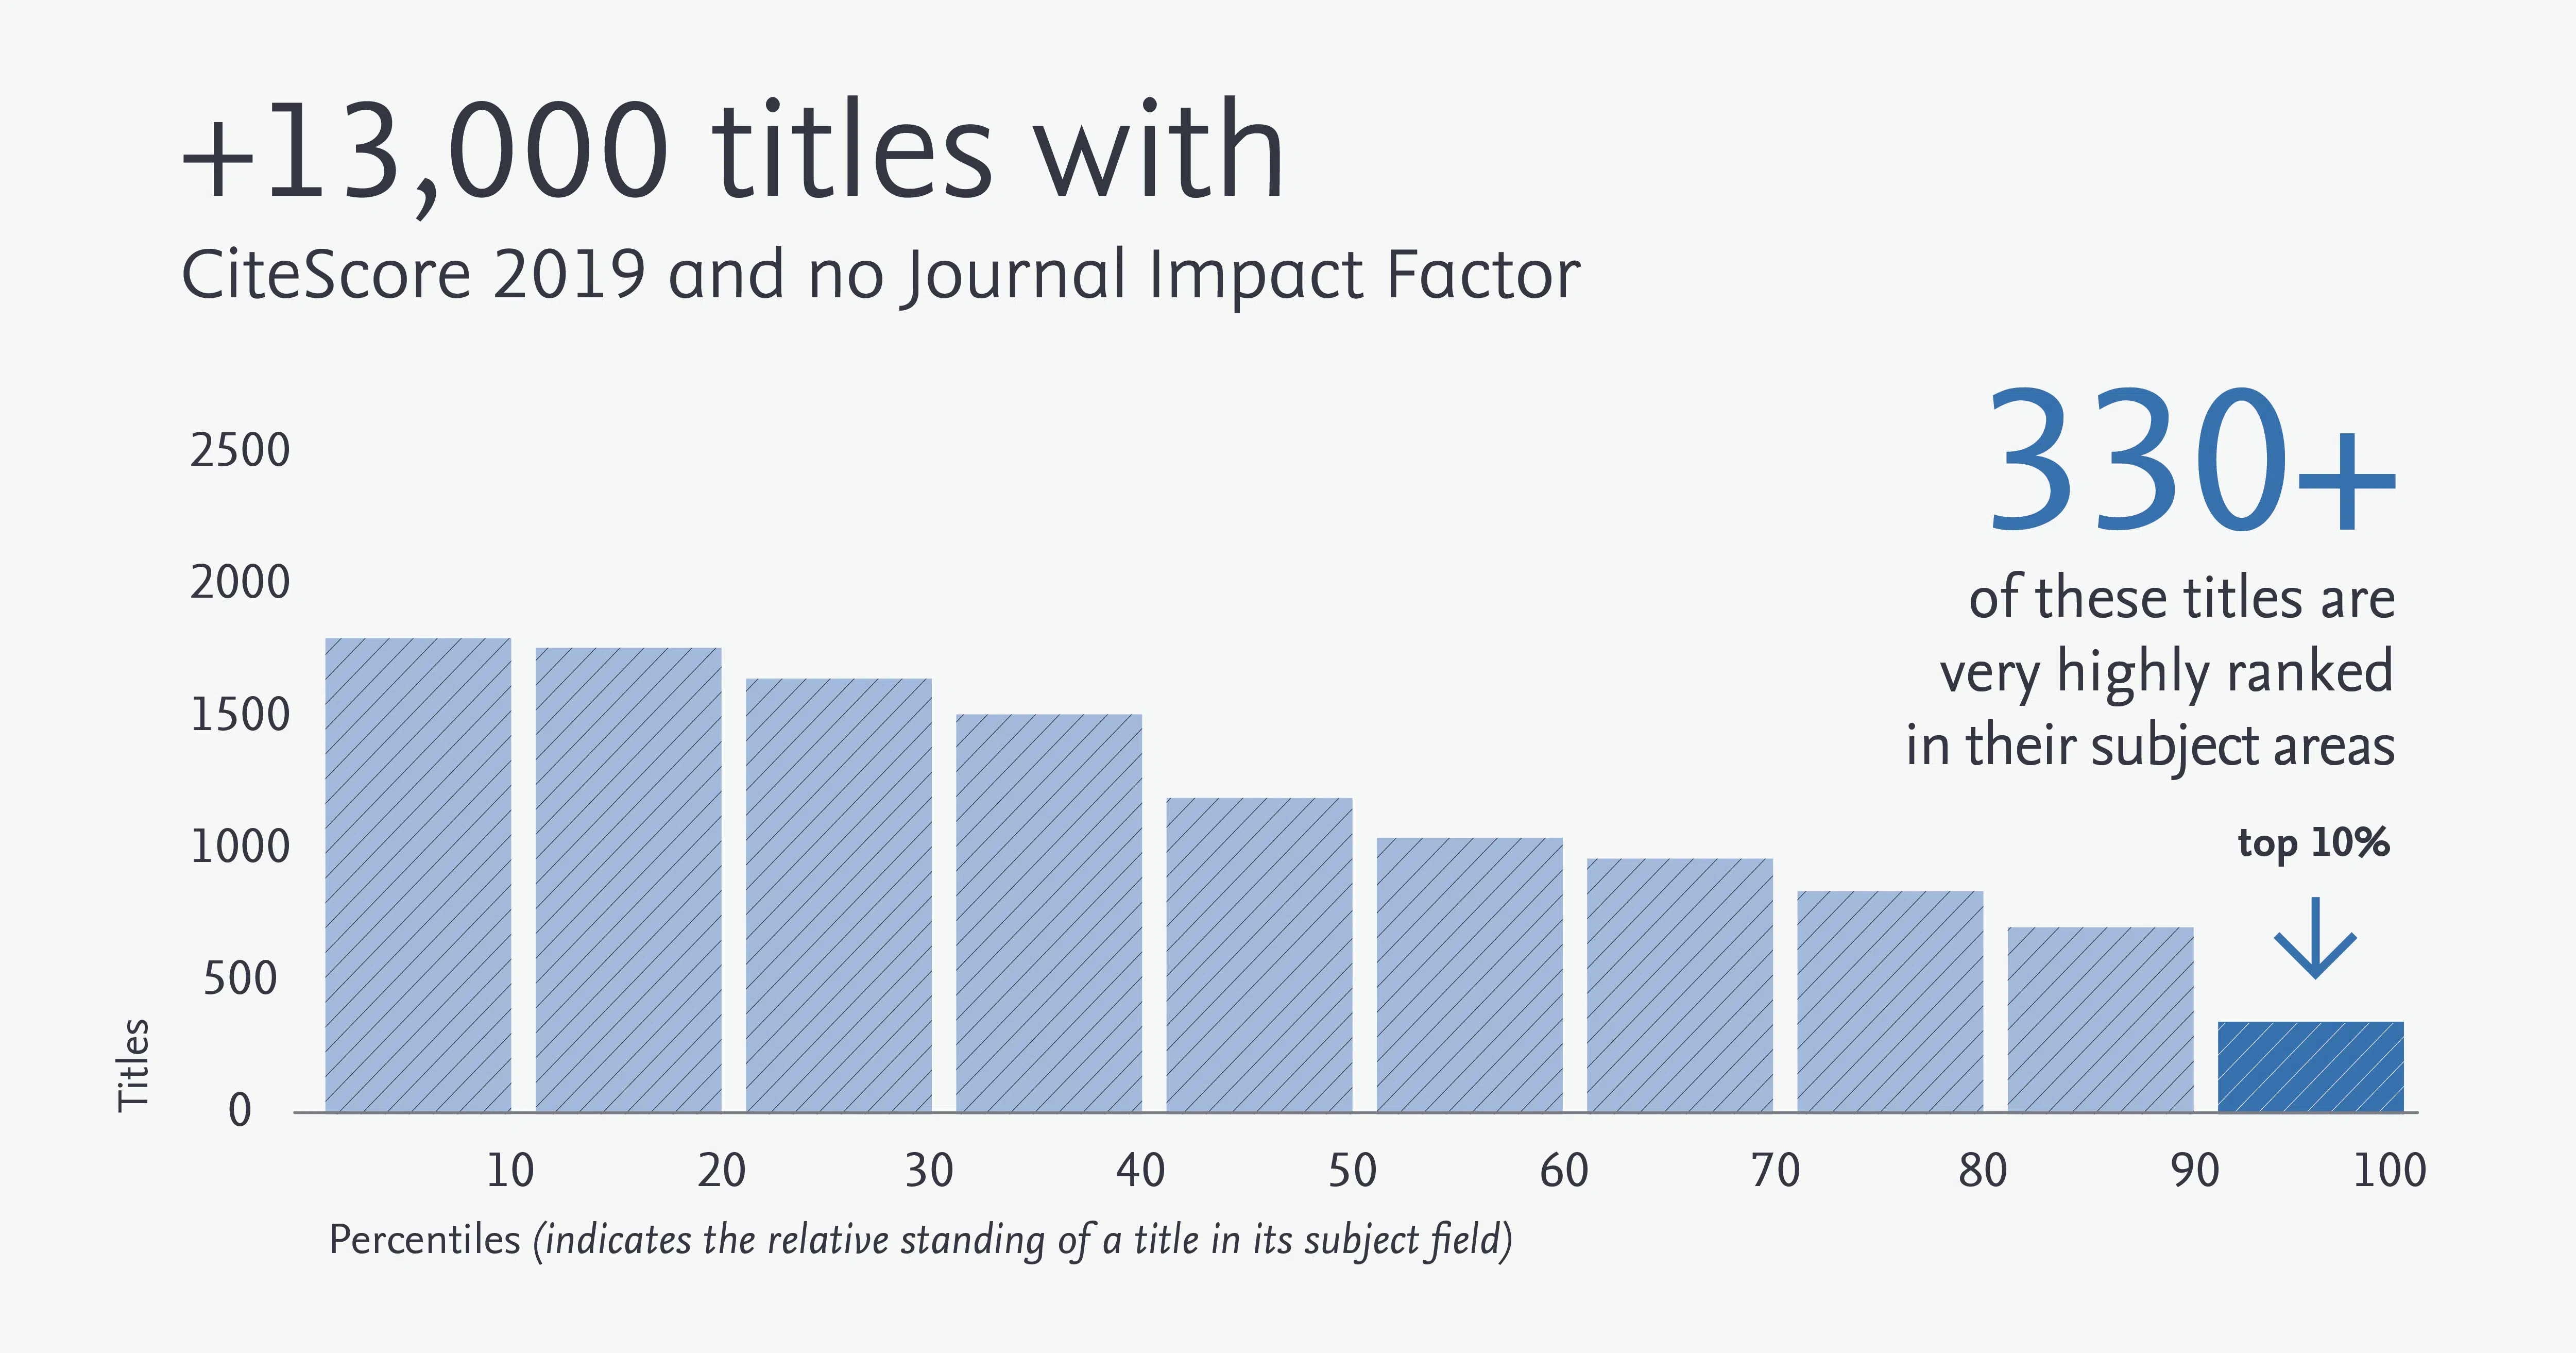 +13,000 titles with
CiteScore 2019 and no Journal Impact Factor
330+
of these titles are
very highly ranked
in their subject areas
top 10%
2500
2000
1500
1000
500
0
Titles
10 20 30 40 50 60 70 80 90 100
Percentiles (indicates the relative standing of a title in its subject field)